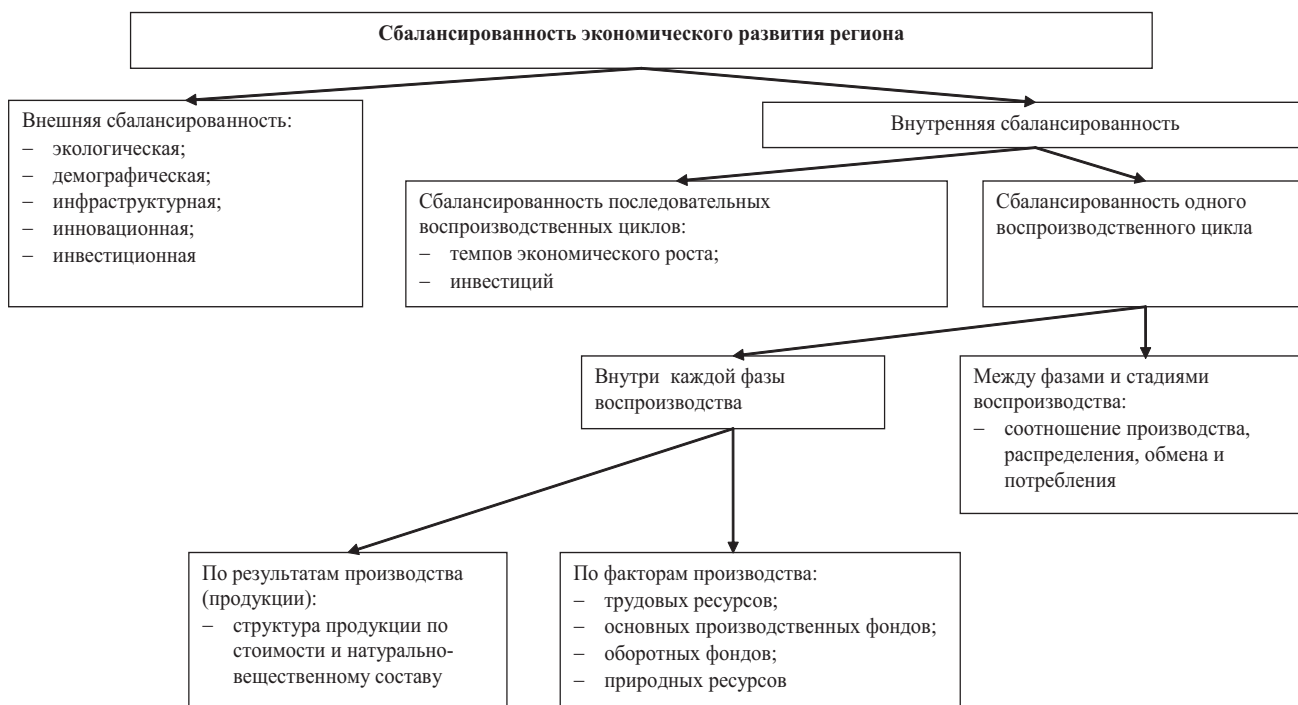 Сбалансированность экономического развития региона
Внешняя сбалансированность:
– экологическая;
– демографическая;
– инфраструктурная;
– инновационная;
– инвестиционная
Внутренняя сбалансированность
Сбалансированность последовательных
воспроизводственных циклов:
– темпов экономического роста;
– инвестиций
Сбалансированность одного
воспроизводственного цикла
Внутри каждой фазы
воспроизводства
Между фазами и стадиями
воспроизводства:
– соотношение производства,
распределения, обмена и
потребления
По результатам производства
(продукции):
– структура продукции по
стоимости и натурально-
вещественному составу
По факторам производства:
– трудовых ресурсов;
– основных производственных фондов;
– оборотных фондов;
– природных ресурсов